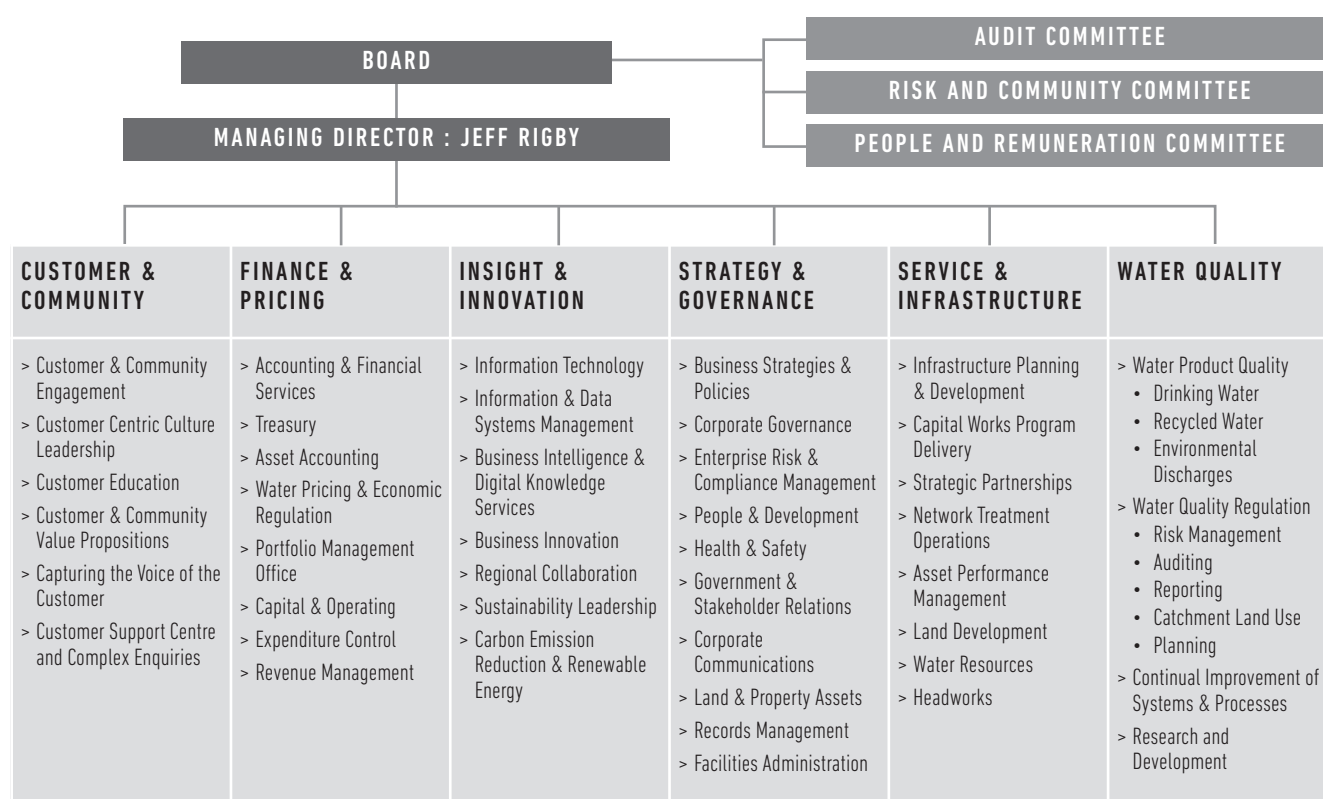 BOARD
MANAGING DIRECTOR : JEFF RIGBY
AUDIT COMMITTEE
RISK AND COMMUNITY COMMITTEE
PEOPLE AND REMUNERATION COMMITTEE
CUSTOMER &
COMMUNITY
> Customer & Community
Engagement
> Customer Centric Culture
Leadership
> Customer Education
> Customer & Community
Value Propositions
> Capturing the Voice of the
Customer
> Customer Support Centre
and Complex Enquiries
FINANCE &
PRICING
> Accounting & Financial
Services
> Treasury
> Asset Accounting
> Water Pricing & Economic
Regulation
> Portfolio Management
Office
> Capital & Operating
> Expenditure Control
> Revenue Management
INSIGHT &
INNOVATION
> Information Technology
> Information & Data
Systems Management
> Business Intelligence &
Digital Knowledge
Services
> Business Innovation
> Regional Collaboration
> Sustainability Leadership
> Carbon Emission
Reduction & Renewable
Energy
STRATEGY &
GOVERNANCE
> Business Strategies &
Policies
> Corporate Governance
> Enterprise Risk &
Compliance Management
> People & Development
> Health & Safety
> Government &
Stakeholder Relations
> Corporate
Communications
> Land & Property Assets
> Records Management
> Facilities Administration
SERVICE &
INFRASTRUCTURE
> Infrastructure Planning
& Development
> Capital Works Program
Delivery
> Strategic Partnerships
> Network Treatment
Operations
> Asset Performance
Management
> Land Development
> Water Resources
> Headworks
WATER QUALITY
> Water Product Quality
• Drinking Water
• Recycled Water
• Environmental
Discharges
> Water Quality Regulation
• Risk Management
• Auditing
• Reporting
• Catchment Land Use
• Planning
> Continual Improvement of
Systems & Processes
> Research and
Development